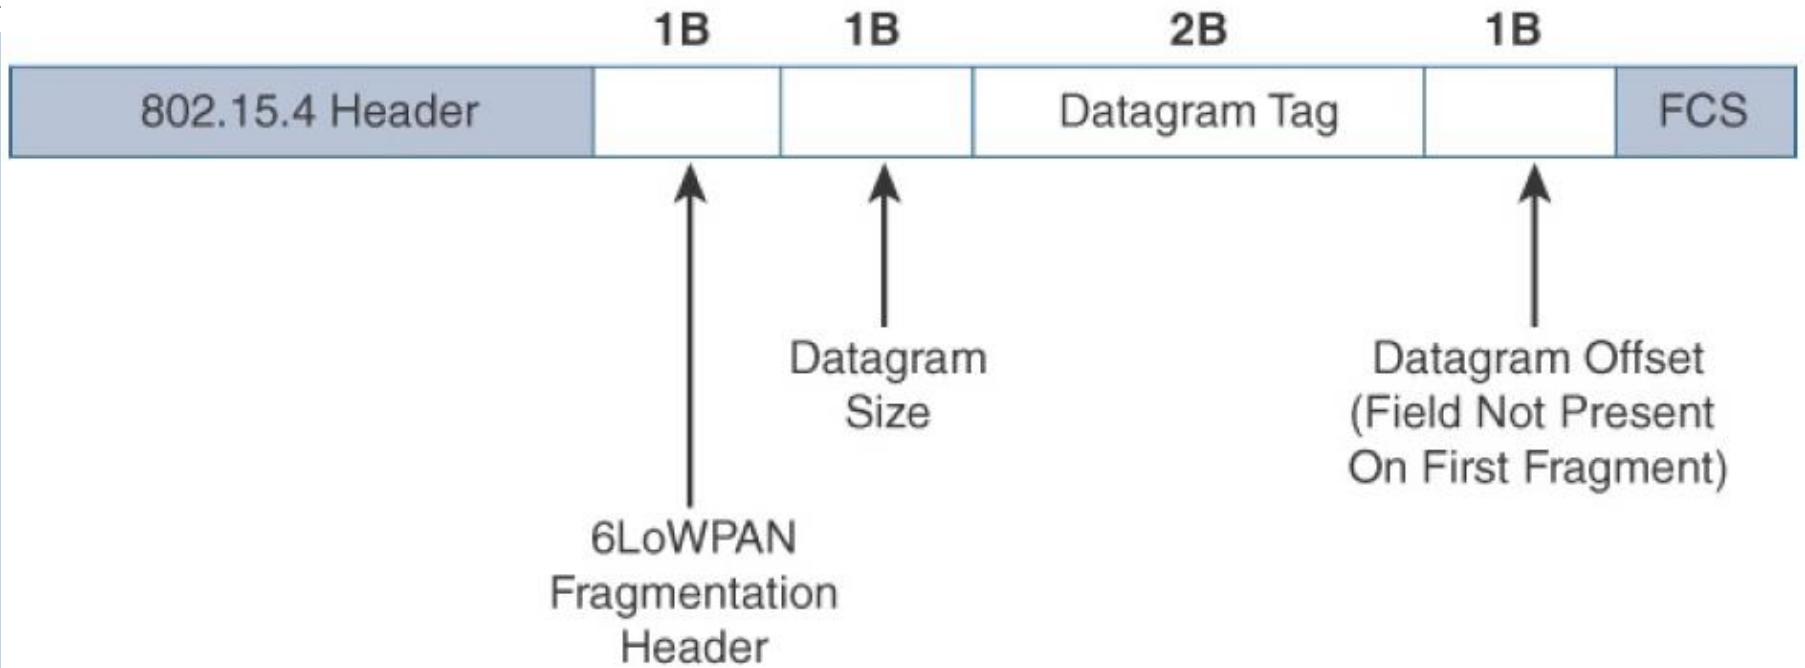 1B 1B 2B 1B
802.15.4 Header Datagram Tag FCS
Datagram
Size
Datagram Offset
(Field Not Present
On First Fragment)
6LoWPAN
Fragmentation
Header